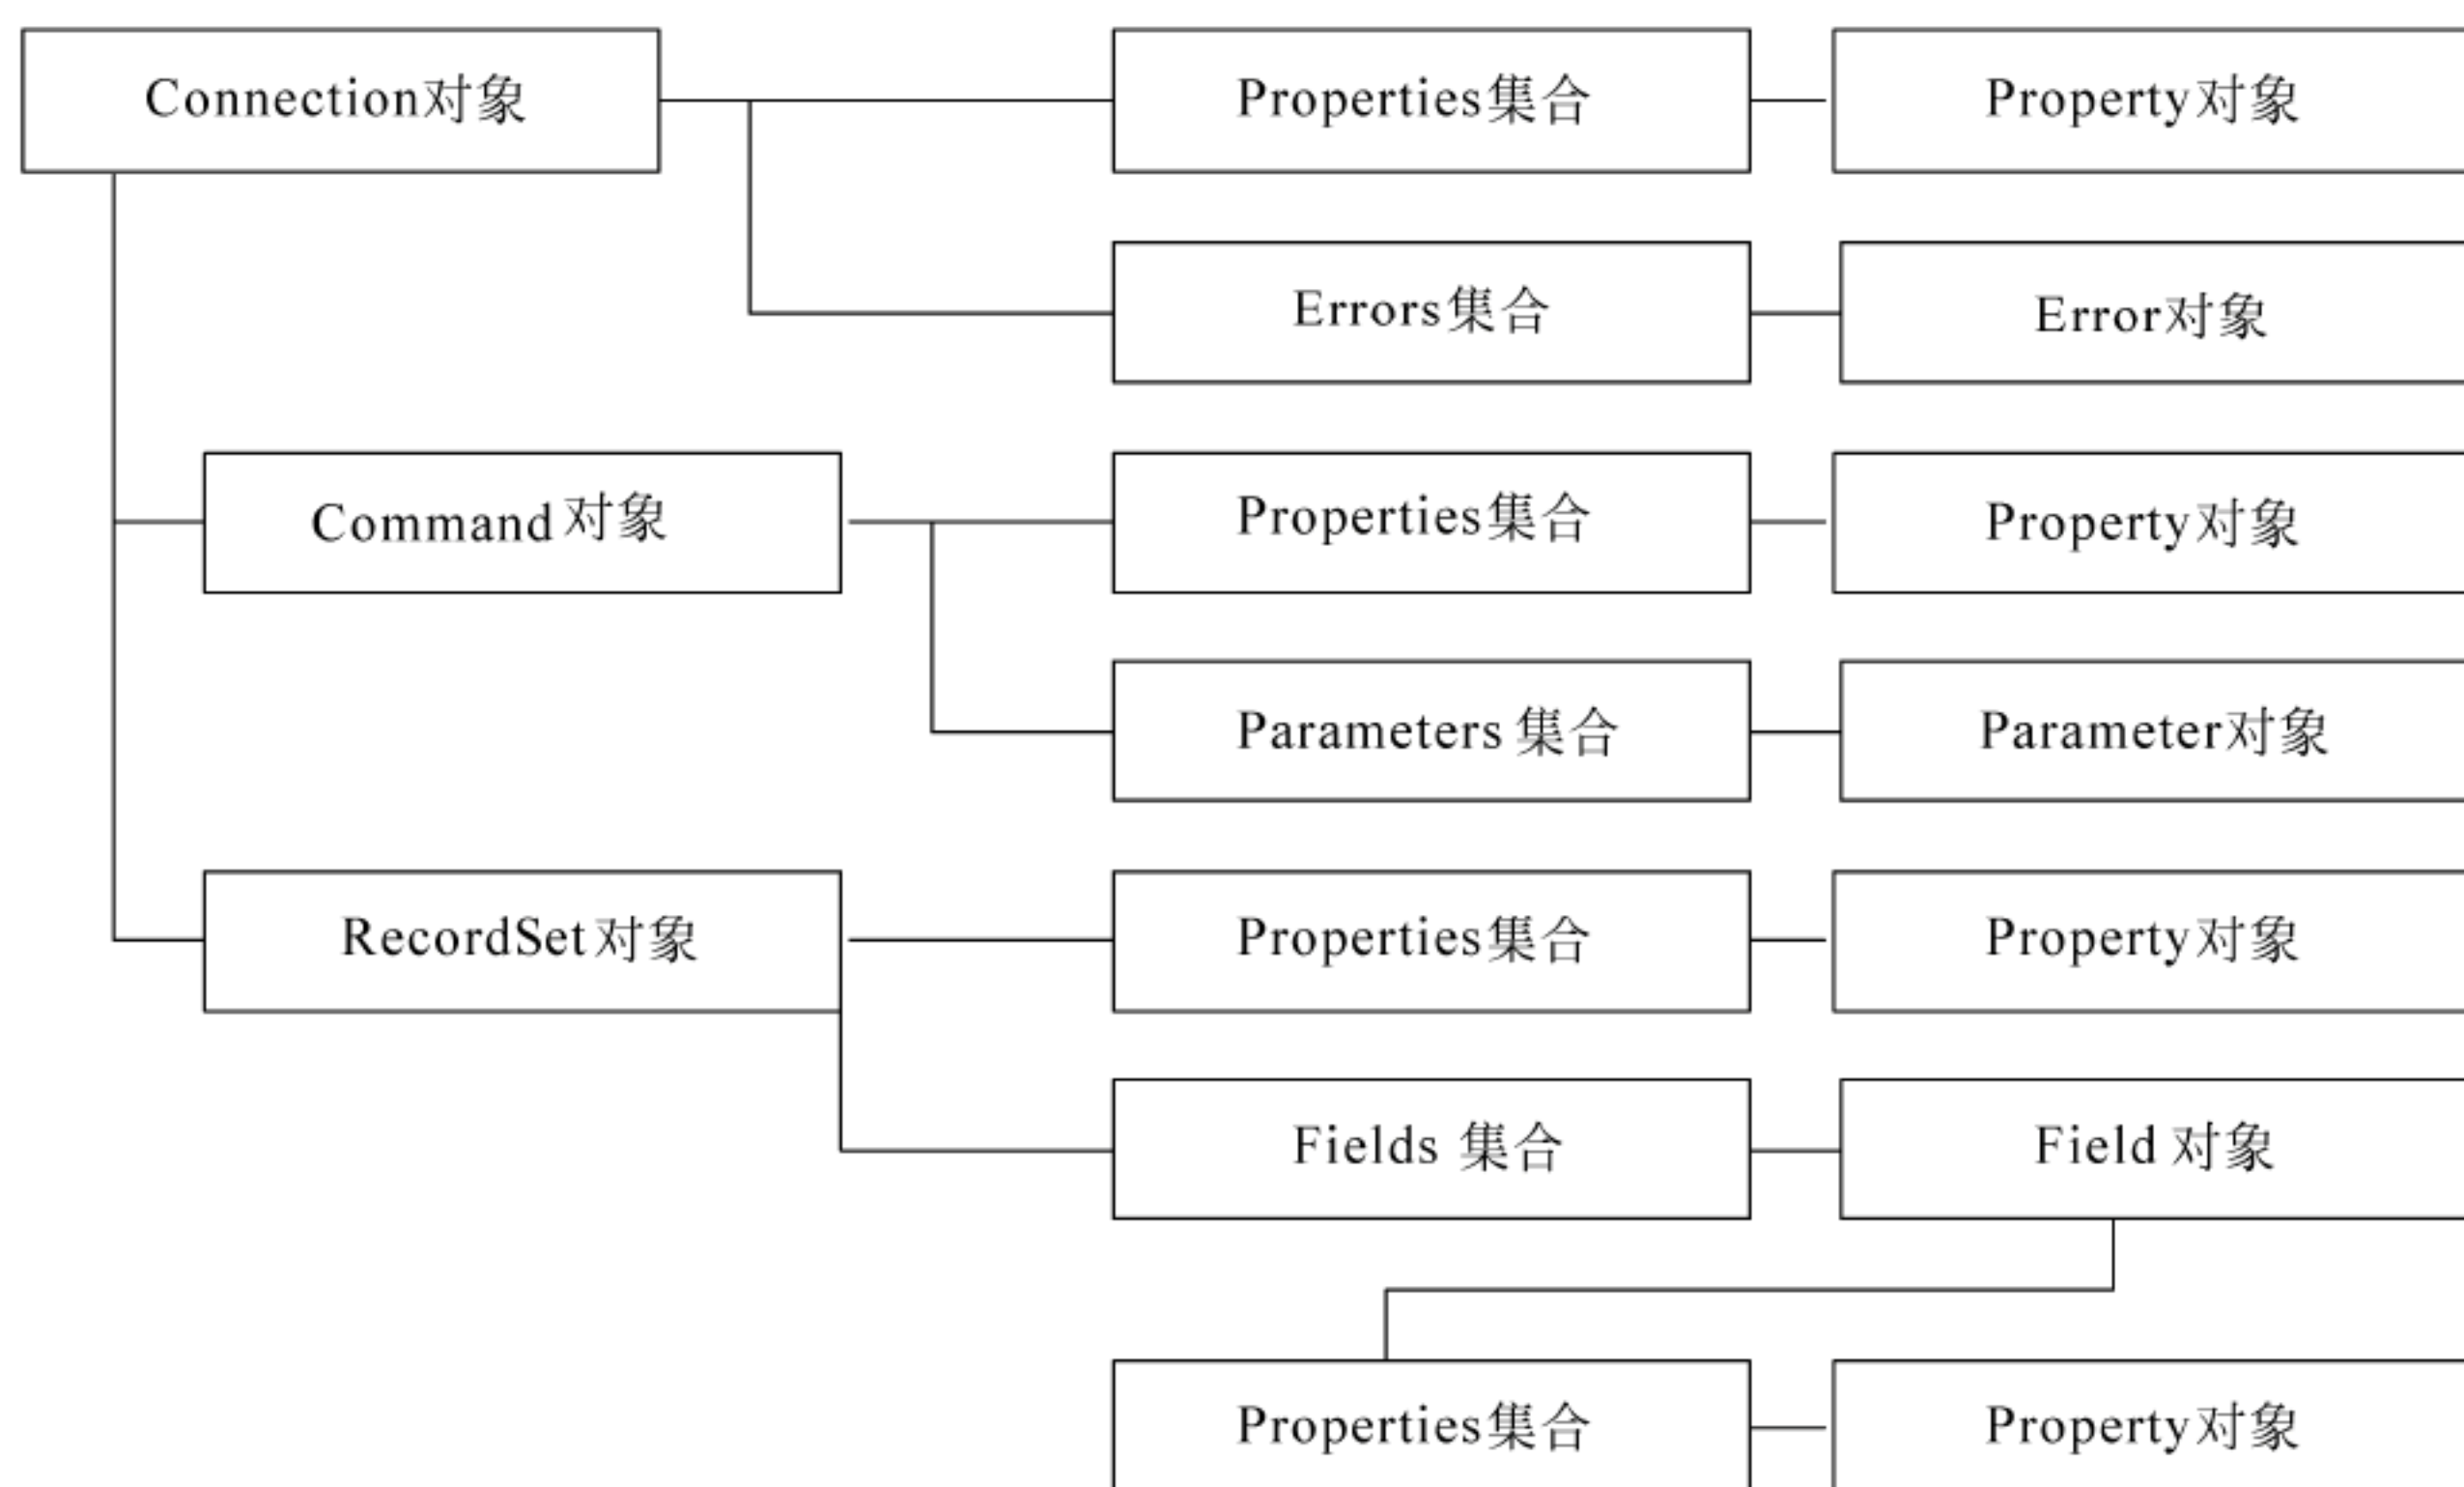 Connection对象
Properties集合
Property对象
Errors集合
Error对象
Command对象
Properties集合
Property对象
Parameters 集合
Parameter对象
RecordSet对象
Properties集合
Property对象
Fields 集合
Field 对象
Properties集合
Property对象